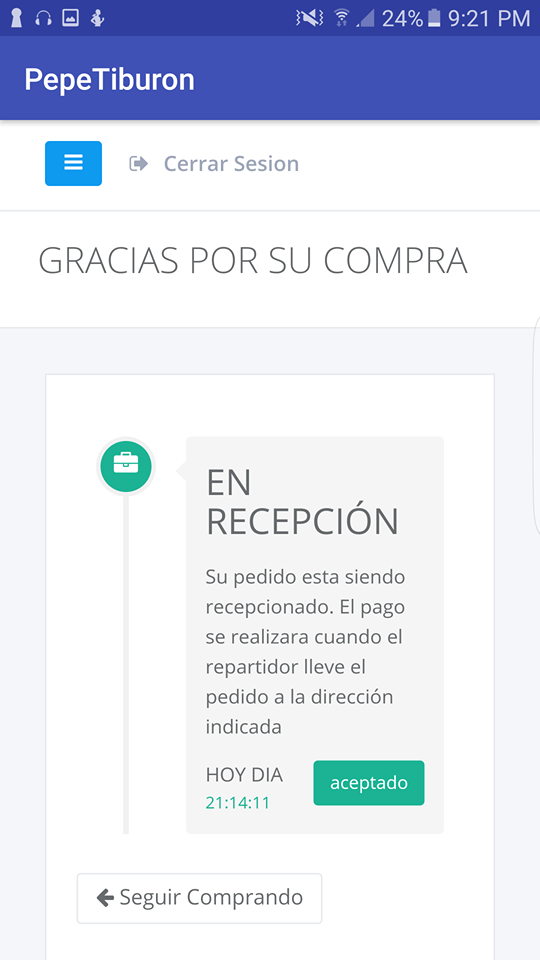 24% 9:21 PM
PepeTiburon
Cerrar Sesion
GRACIAS POR SU COMPRA
EN
RECEPCIÓN
Su pedido esta siendo
recepcionado. El pago
se realizara cuando el
repartidor lleve el
pedido a la dirección
indicada
HOY DIA
21:14:11
aceptado
Seguir Comprando